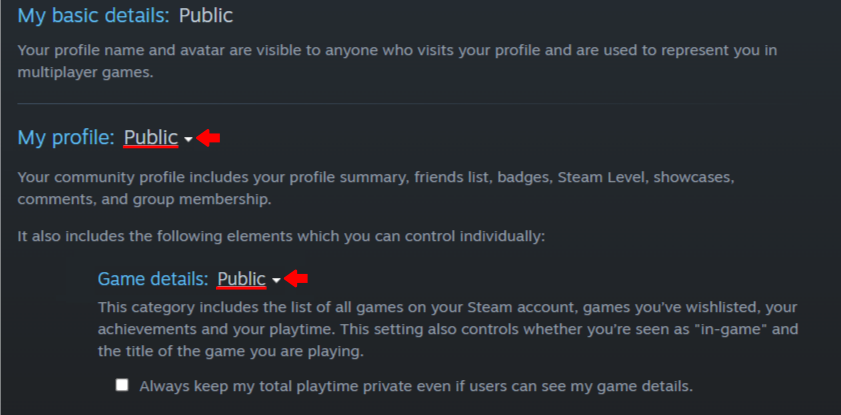 My basic details: Public
Your profile name and avatar are visible to anyone who visits your profile and are used to represent you in
multiplayer games.
My profile: Public
Your community profile includes your profile summary, friends list, badges, Steam Level, showcases,
comments, and group membership.
It also includes the following elements which you can control individually:
Game details: Public
This category includes the list of all games on your Steam account, games you've wishlisted, your
achievements and your playtime. This setting also controls whether you're seen as "in-game" and
the title of the game you are playing.
Always keep my total playtime private even if users can see my game details.